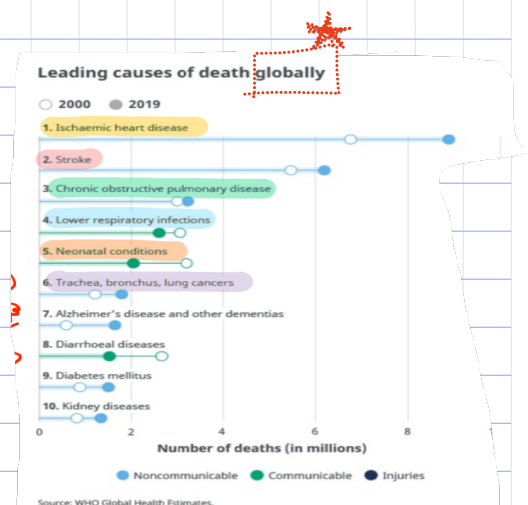 Leading causes of death globally
2000 2019
1. Ischaemic heart disease
2. Stroke
3. Chronic obstructive pulmonary disease
4. Lower respiratory infections
5. Neonatal conditions
6. Trachea, bronchus, lung cancers
7. Alzheimer's disease and other dementias
8. Diarrhoeal diseases
9. Diabetes mellitus
10. Kidney diseases
0 2 4 6 8
Number of deaths (in millions)
Noncommunicable Communicable Injuries
Source: WHO Global Health Estimates.